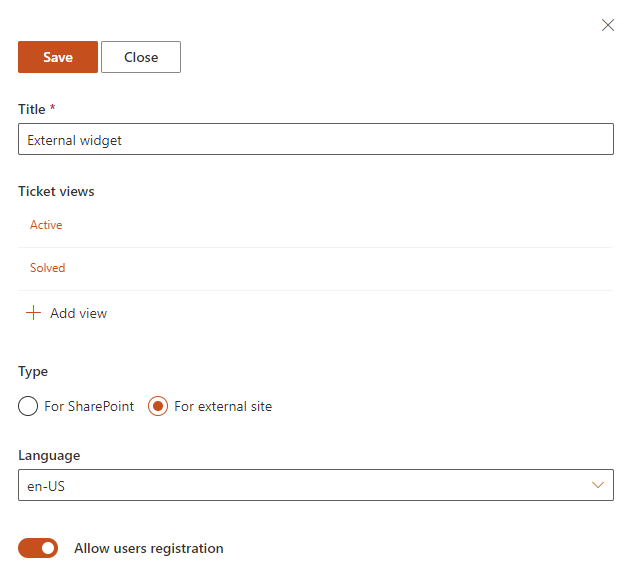 Save Close
Title *
External widget
Ticket views
Active
Solved
Add view
Type
For SharePoint For external site
Language
en-US
Allow users registration